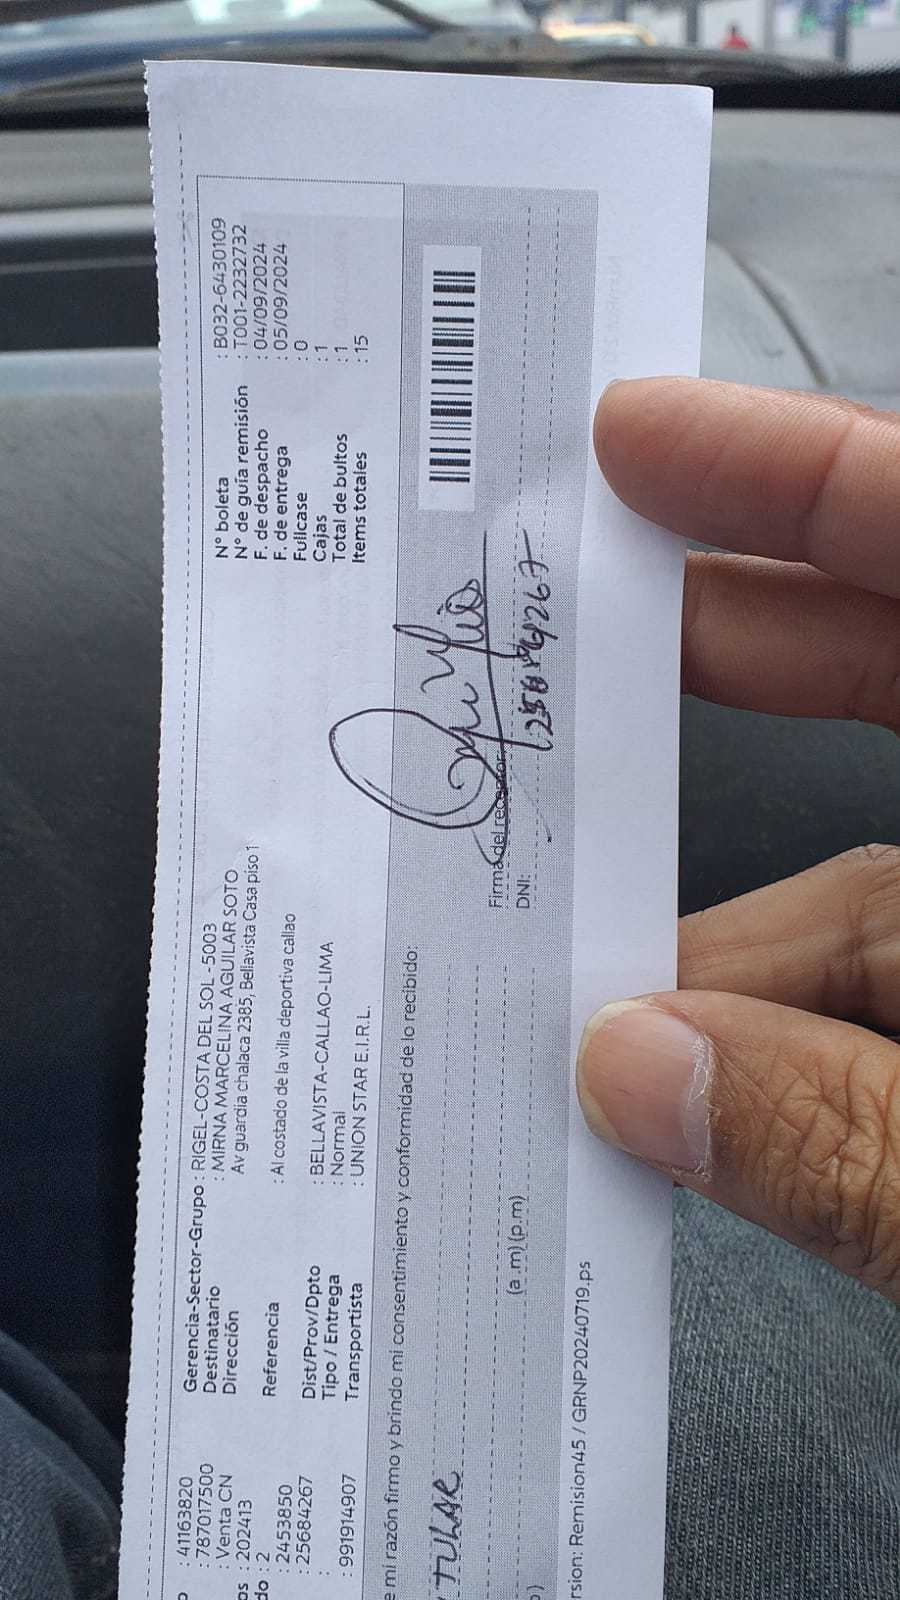 : 41163820
: 787017500
: Venta CN
os : 202413
do : 2
: 2453850
: 25684267
:
: 991914907
Gerencia-Sector-Grupo : RIGEL-COSTA DEL SOL -5003
Destinatario : MIRNA MARCELINA AGUILAR SOTO
Dirección Av guardia chalaca 2385, Bellavista Casa piso 1
Referencia : Al costado de la villa deportiva callao
Dist/Prov/Dpto : BELLAVISTA-CALLAO-LIMA
Tipo / Entrega : Normal
Transportista : UNION STAR E.I.R.L.
N° boleta : B032-6430109
N° de guía remisión : T001-2232732
F. de despacho : 04/09/2024
F. de entrega : 05/09/2024
Fullcase : 0
Cajas : 1
Total de bultos : 1
Items totales : 15
e mi razón firmo y brindo mi consentimiento y conformidad de lo recibido:
TITULAR
Firma del receptor:
DNI: 25684267
(a .m) (p.m)
rsion: Remision45 / GRNP20240719.ps